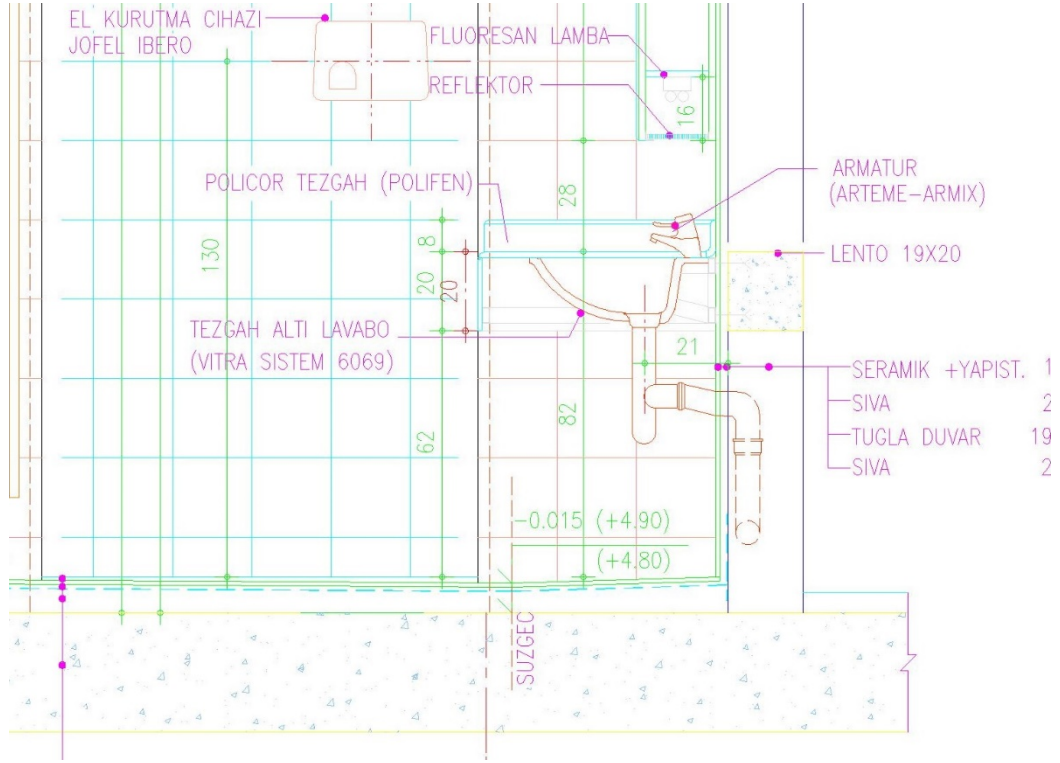 EL KURUTMA CIHAZI
JOFEL IBERO
FLUORESAN LAMBA
REFLEKTOR
16
ARMATUR
(ARTEME-ARMIX)
POLICOR TEZGAH (POLIFEN)
28
LENTO 19X20
130
8
20
20
TEZGAH ALTI LAVABO
(VITRA SISTEM 6069)
21
SERAMIK +YAPIST. 1
SIVA 2
TUGLA DUVAR 19
SIVA 2
62
82
-0.015 (+4.90)
(+4.80)
SUZGEC